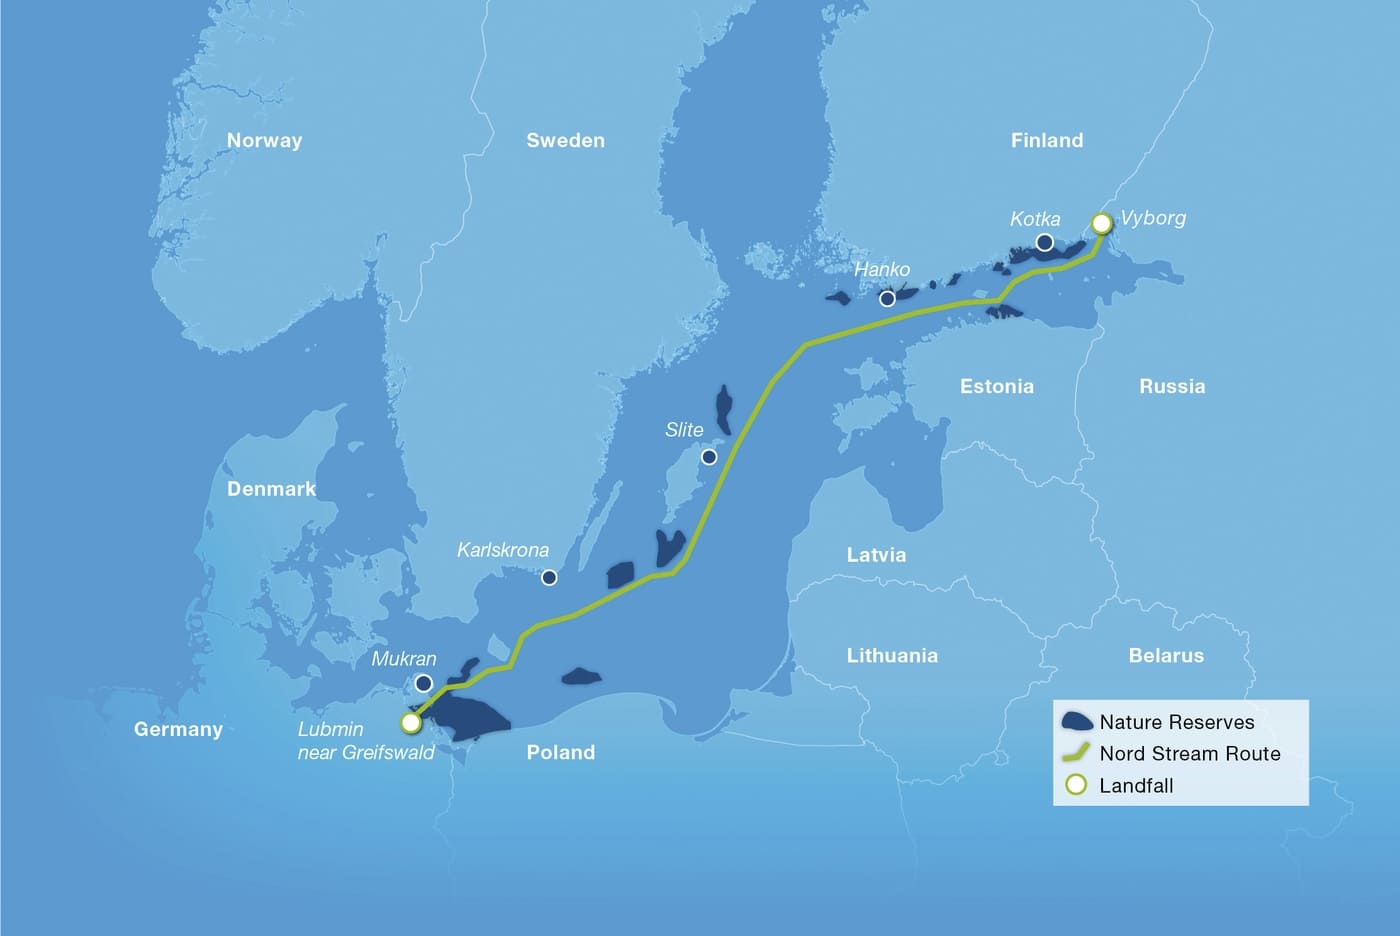 Norway
Sweden
Finland
Kotka
Vyborg
Hanko
Estonia
Russia
Slite
Denmark
Karlskrona
Latvia
Mukran
Lithuania
Belarus
Germany
Lubmin
near Greifswald
Poland
Nature Reserves
Nord Stream Route
Landfall